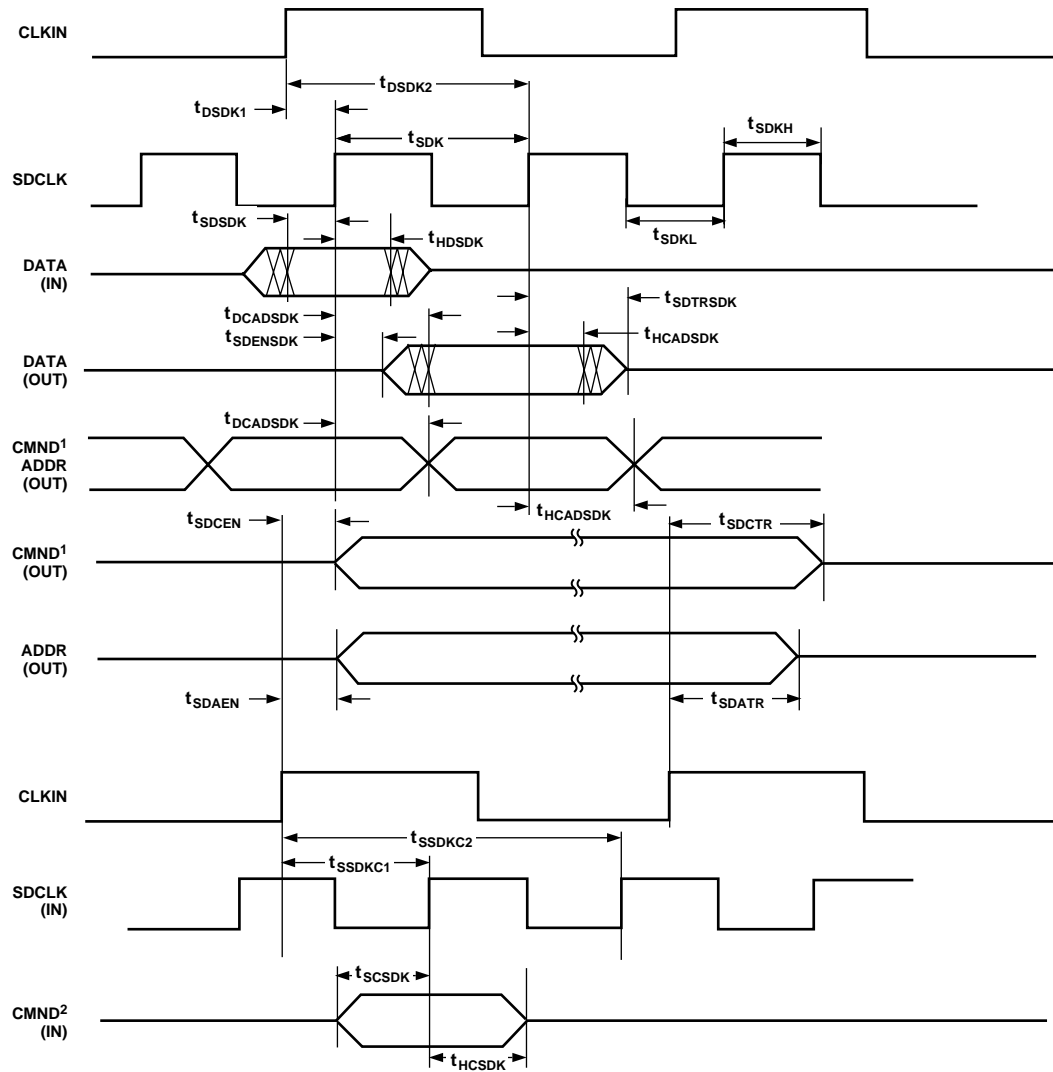 CLKIN
tDSDK2
tDSDK1
tSDK
tSDKH
SDCLK
tSDSDK
tHDSDK
tSDKL
DATA
(IN)
tDCADSDK
tSDTRSDK
tSDENSDK
tHCADSDK
DATA
(OUT)
tDCADSDK
CMND1
ADDR
(OUT)
tHCADSDK
tSDCEN
tSDCTR
CMND1
(OUT)
ADDR
(OUT)
tSDAEN
tSDATR
CLKIN
tSSDKC2
tSSDKC1
SDCLK
(IN)
tSCSDK
CMND2
(IN)
tHCSDK